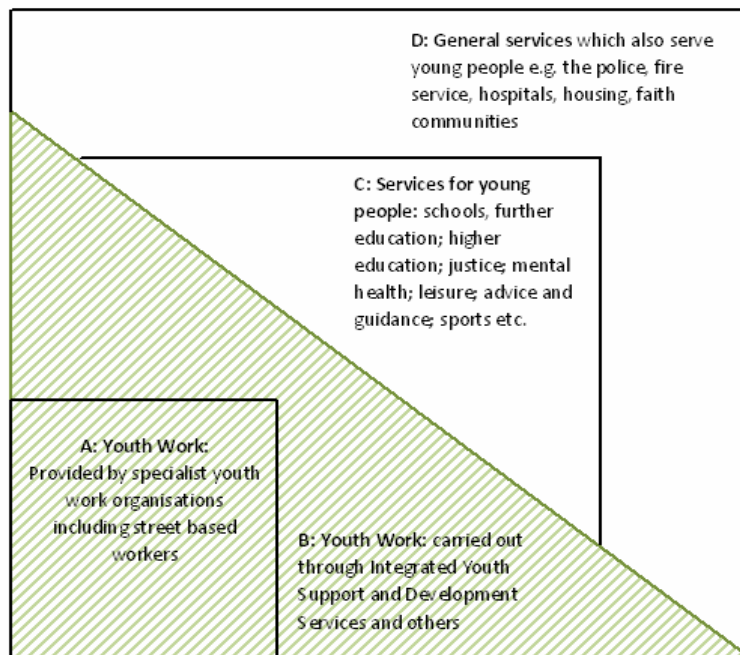 D: General services which also serve
young people e.g. the police, fire
service, hospitals, housing, faith
communities
C: Services for young
people: schools, further
education; higher
education; justice; mental
health; leisure; advice and
guidance; sports etc.
A: Youth Work:
Provided by specialist youth
work organisations
including street based
workers
B: Youth Work: carried out
through Integrated Youth
Support and Development
Services and others